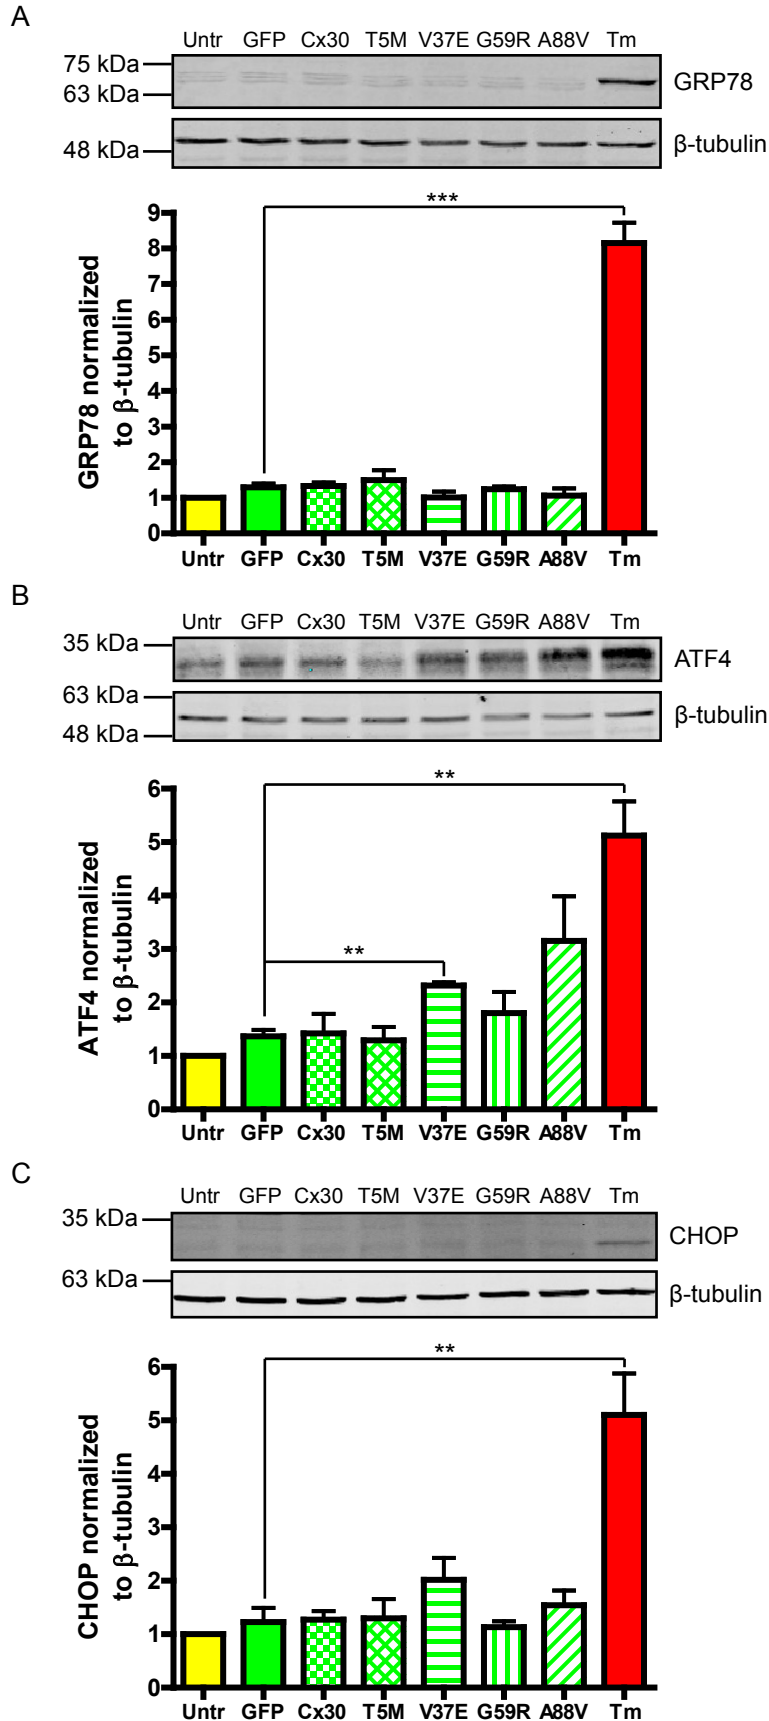 A
Untr GFP Cx30 T5M V37E G59R A88V Tm
75 kDa
63 kDa
GRP78
48 kDa
β-tubulin
***
GRP78 normalized
to β-tubulin
9
8
7
6
5
4
3
2
1
0
Untr GFP Cx30 T5M V37E G59R A88V Tm
B
Untr GFP Cx30 T5M V37E G59R A88V Tm
35 kDa
ATF4
63 kDa
48 kDa
β-tubulin
**
**
ATF4 normalized
to β-tubulin
6
5
4
3
2
1
0
Untr GFP Cx30 T5M V37E G59R A88V Tm
C
Untr GFP Cx30 T5M V37E G59R A88V Tm
35 kDa
CHOP
63 kDa
β-tubulin
**
CHOP normalized
to β-tubulin
6
5
4
3
2
1
0
Untr GFP Cx30 T5M V37E G59R A88V Tm